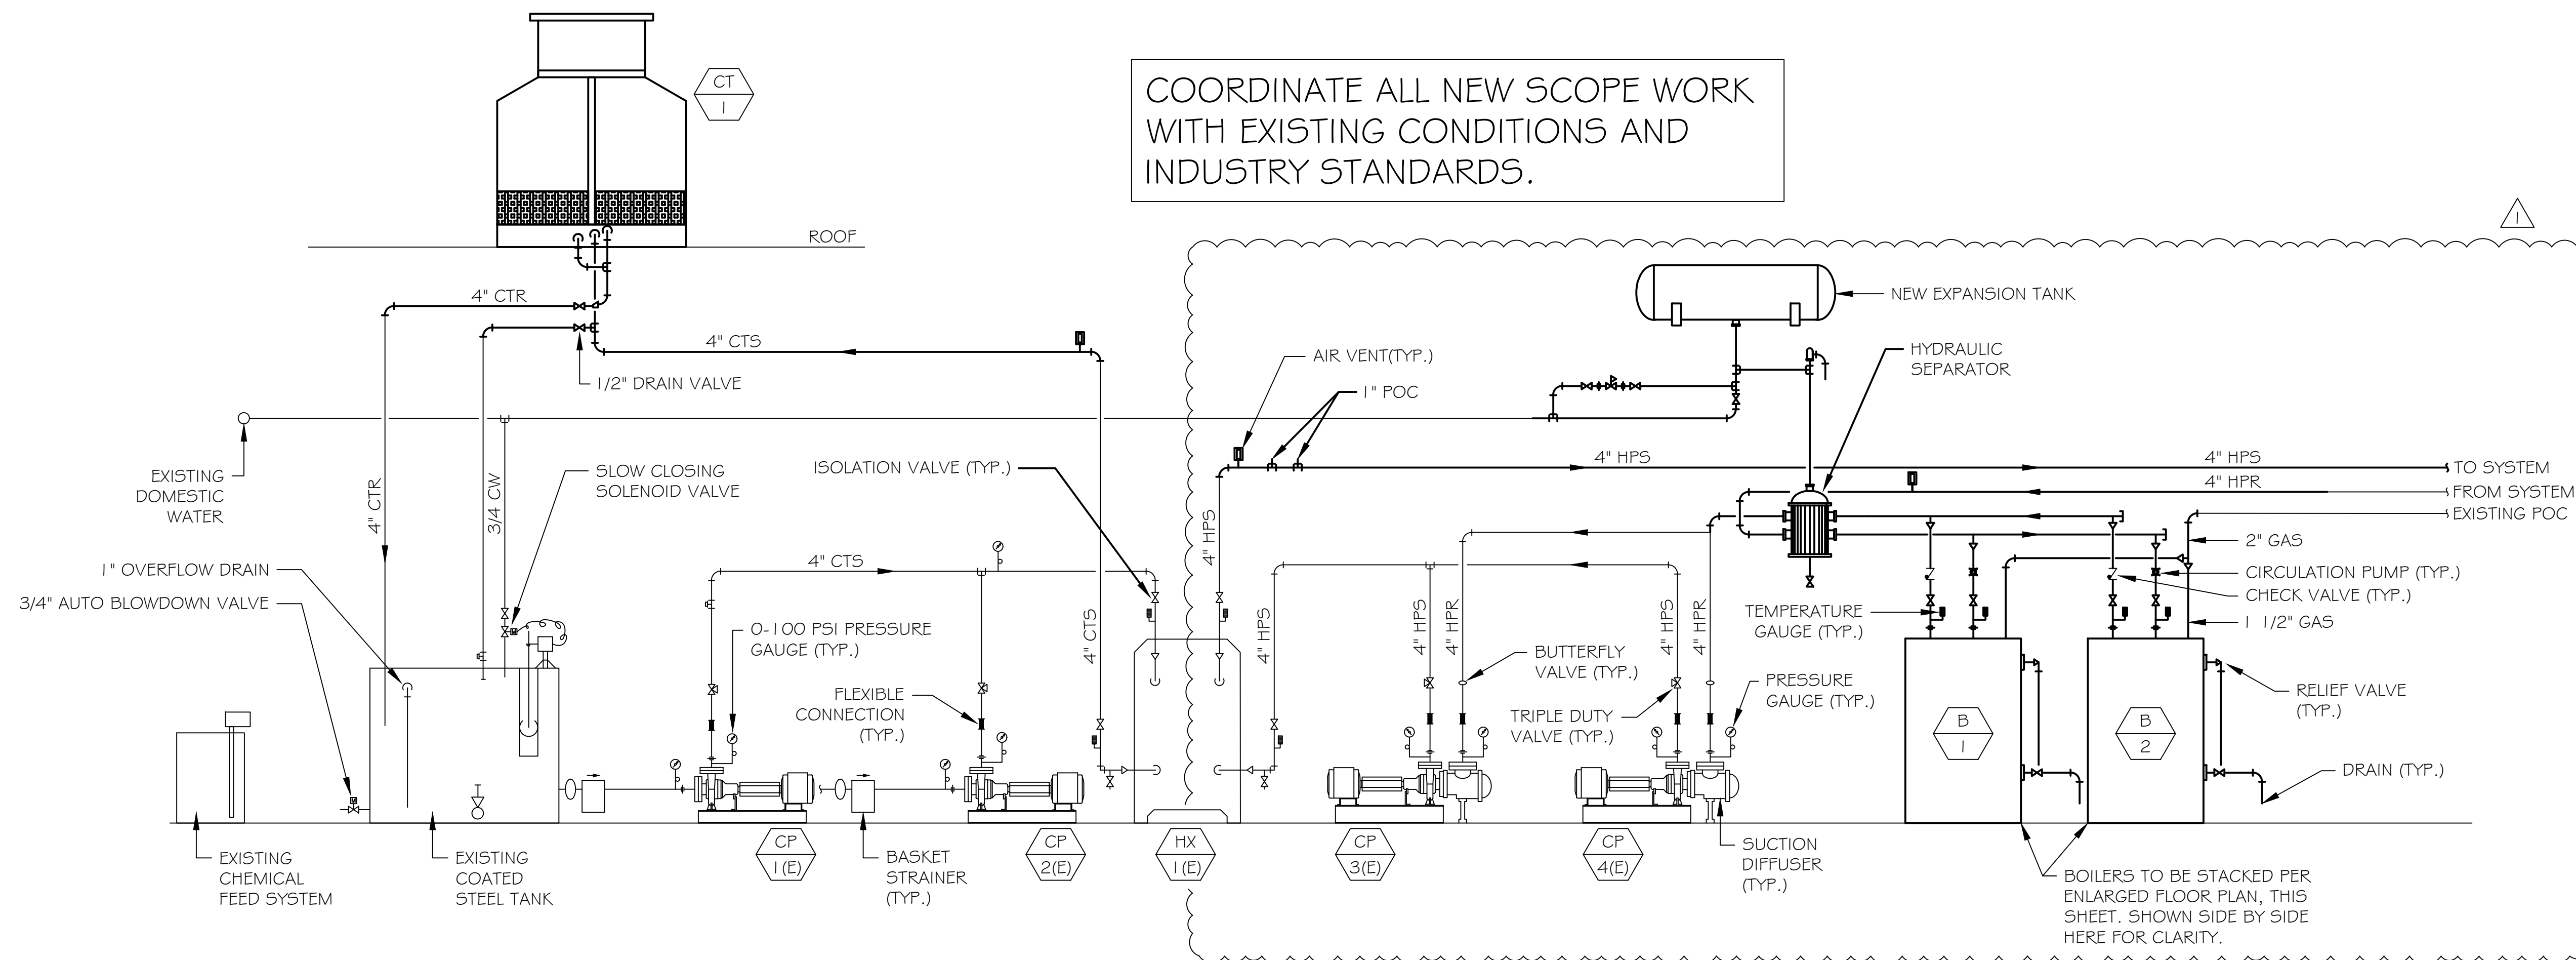 CT
1
COORDINATE ALL NEW SCOPE WORK
WITH EXISTING CONDITIONS AND
INDUSTRY STANDARDS.
1
ROOF
4" CTR
4" CTS
1/2" DRAIN VALVE
NEW EXPANSION TANK
AIR VENT(TYP.)
1" POC
HYDRAULIC
SEPARATOR
EXISTING
DOMESTIC
WATER
4" CTR
3/4 CW
SLOW CLOSING
SOLENOID VALVE
ISOLATION VALVE (TYP.)
4" HPS
4" HPS
TO SYSTEM
4" HPR
FROM SYSTEM
EXISTING POC
4" HPS
2" GAS
CIRCULATION PUMP (TYP.)
CHECK VALVE (TYP.)
1 1/2" GAS
1" OVERFLOW DRAIN
3/4" AUTO BLOWDOWN VALVE
4" CTS
0-100 PSI PRESSURE
GAUGE (TYP.)
FLEXIBLE
CONNECTION
(TYP.)
4" CTS
4" HPS
4" HPS
4" HPR
4" HPS
4" HPR
TEMPERATURE
GAUGE (TYP.)
BUTTERFLY
VALVE (TYP.)
TRIPLE DUTY
VALVE (TYP.)
PRESSURE
GAUGE (TYP.)
RELIEF VALVE
(TYP.)
B
1
B
2
DRAIN (TYP.)
EXISTING
CHEMICAL
FEED SYSTEM
EXISTING
COATED
STEEL TANK
CP
1(E)
BASKET
STRAINER
(TYP.)
CP
2(E)
HX
1(E)
CP
3(E)
CP
4(E)
SUCTION
DIFFUSER
(TYP.)
BOILERS TO BE STACKED PER
ENLARGED FLOOR PLAN, THIS
SHEET. SHOWN SIDE BY SIDE
HERE FOR CLARITY.